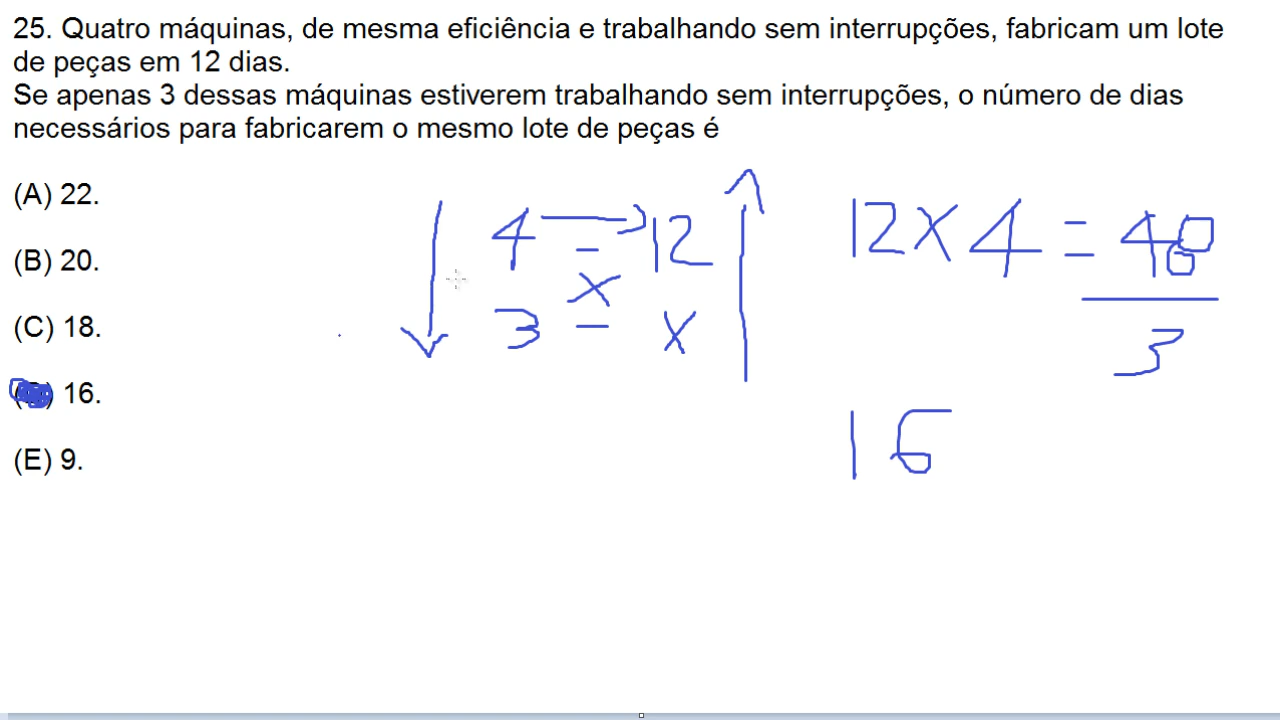 25. Quatro máquinas, de mesma eficiência e trabalhando sem interrupções, fabricam um lote
de peças em 12 dias.
Se apenas 3 dessas máquinas estiverem trabalhando sem interrupções, o número de dias
necessários para fabricarem o mesmo lote de peças é
(A) 22.
(B) 20.
(C) 18.
) 16.
(E) 9.
4 – 12
x
3 – x
12 x 4 = 48
3
16